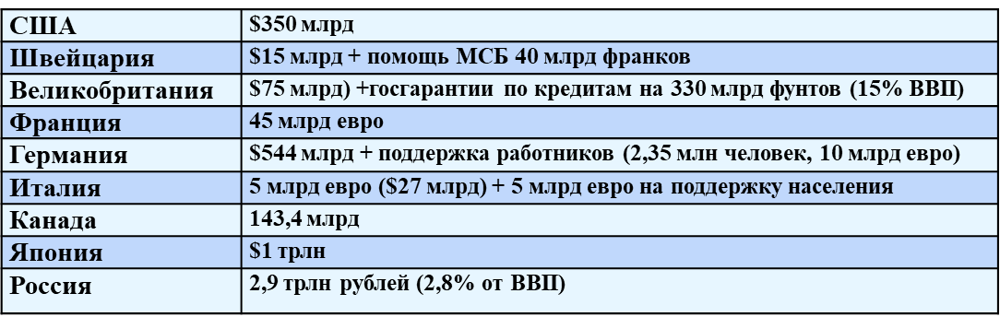 США $350 млрд
Швейцария $15 млрд + помощь МСБ 40 млрд франков
Великобритания $75 млрд) +госгарантии по кредитам на 330 млрд фунтов (15% ВВП)
Франция 45 млрд евро
Германия $544 млрд + поддержка работников (2,35 млн человек, 10 млрд евро)
Италия 5 млрд евро ($27 млрд) + 5 млрд евро на поддержку населения
Канада 143,4 млрд
Япония $1 трлн
Россия 2,9 трлн рублей (2,8% от ВВП)